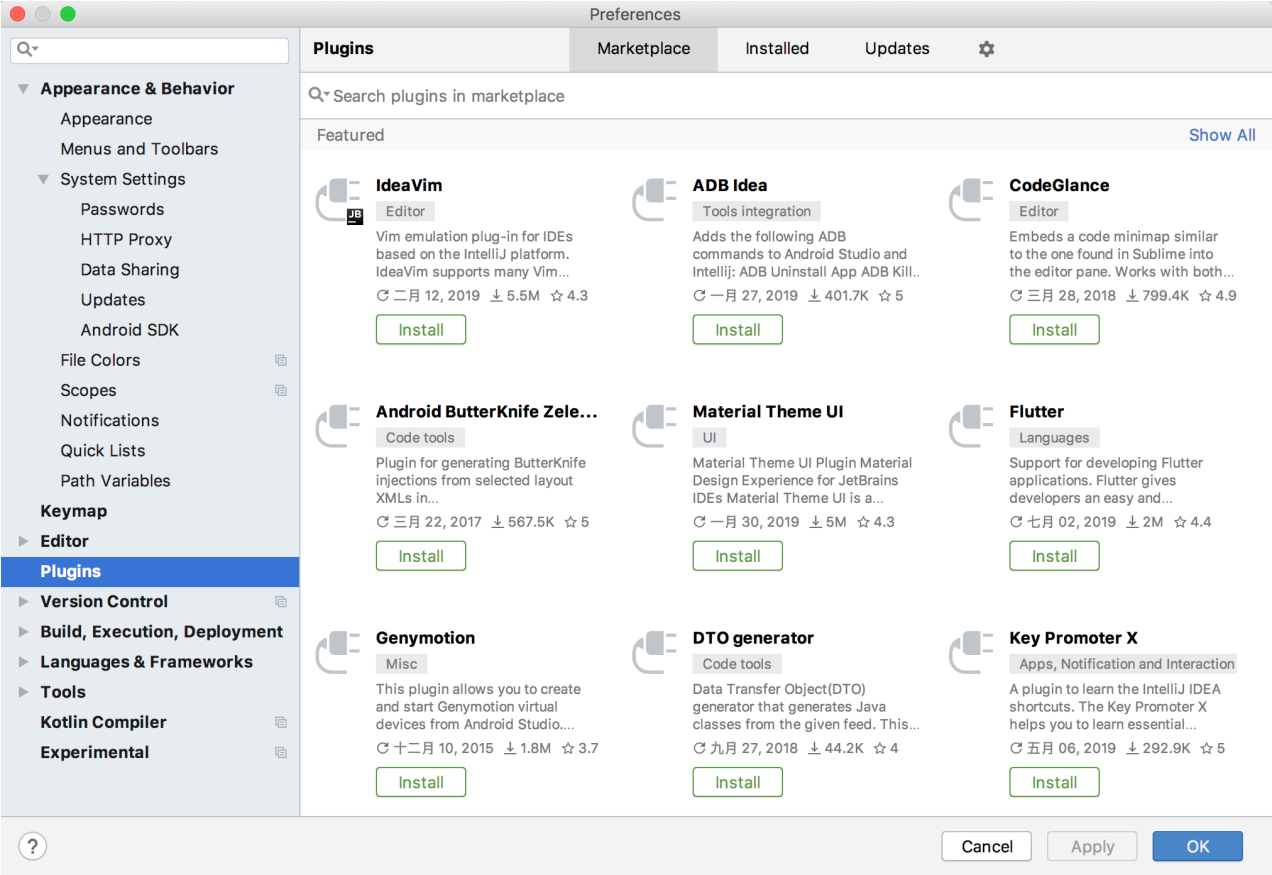 Preferences
Appearance & Behavior
Appearance
Menus and Toolbars
System Settings
Passwords
HTTP Proxy
Data Sharing
Updates
Android SDK
File Colors
Scopes
Notifications
Quick Lists
Path Variables
Keymap
Editor
Plugins
Version Control
Build, Execution, Deployment
Languages & Frameworks
Tools
Kotlin Compiler
Experimental
Plugins
Marketplace
Installed
Updates
Search plugins in marketplace
Featured
Show All
JB
IdeaVim
Editor
Vim emulation plug-in for IDEs
based on the IntelliJ platform.
IdeaVim supports many Vim...
二月 12, 2019 5.5M 4.3
Install
ADB Idea
Tools integration
Adds the following ADB
commands to Android Studio and
Intellij: ADB Uninstall App ADB Kill..
一月 27, 2019 401.7K 5
Install
CodeGlance
Editor
Embeds a code minimap similar
to the one found in Sublime into
the editor pane. Works with both...
三月 28, 2018 799.4K 4.9
Install
Android ButterKnife Zele...
Code tools
Plugin for generating ButterKnife
injections from selected layout
XMLs in...
三月 22, 2017 567.5K 5
Install
Material Theme UI
UI
Material Theme UI Plugin Material
Design Experience for JetBrains
IDEs Material Theme UI is a...
一月 30, 2019 5M 4.3
Install
Flutter
Languages
Support for developing Flutter
applications. Flutter gives
developers an easy and...
七月 02, 2019 2M 4.4
Install
Genymotion
Misc
This plugin allows you to create
and start Genymotion virtual
devices from Android Studio....
十二月 10, 2015 1.8M 3.7
Install
DTO generator
Code tools
Data Transfer Object(DTO)
generator that generates Java
classes from the given feed. This...
九月 27, 2018 44.2K 4
Install
Key Promoter X
Apps, Notification and Interaction
A plugin to learn the IntelliJ IDEA
shortcuts. The Key Promoter X
helps you to learn essential...
五月 06, 2019 292.9K 5
Install
?
Cancel
Apply
OK